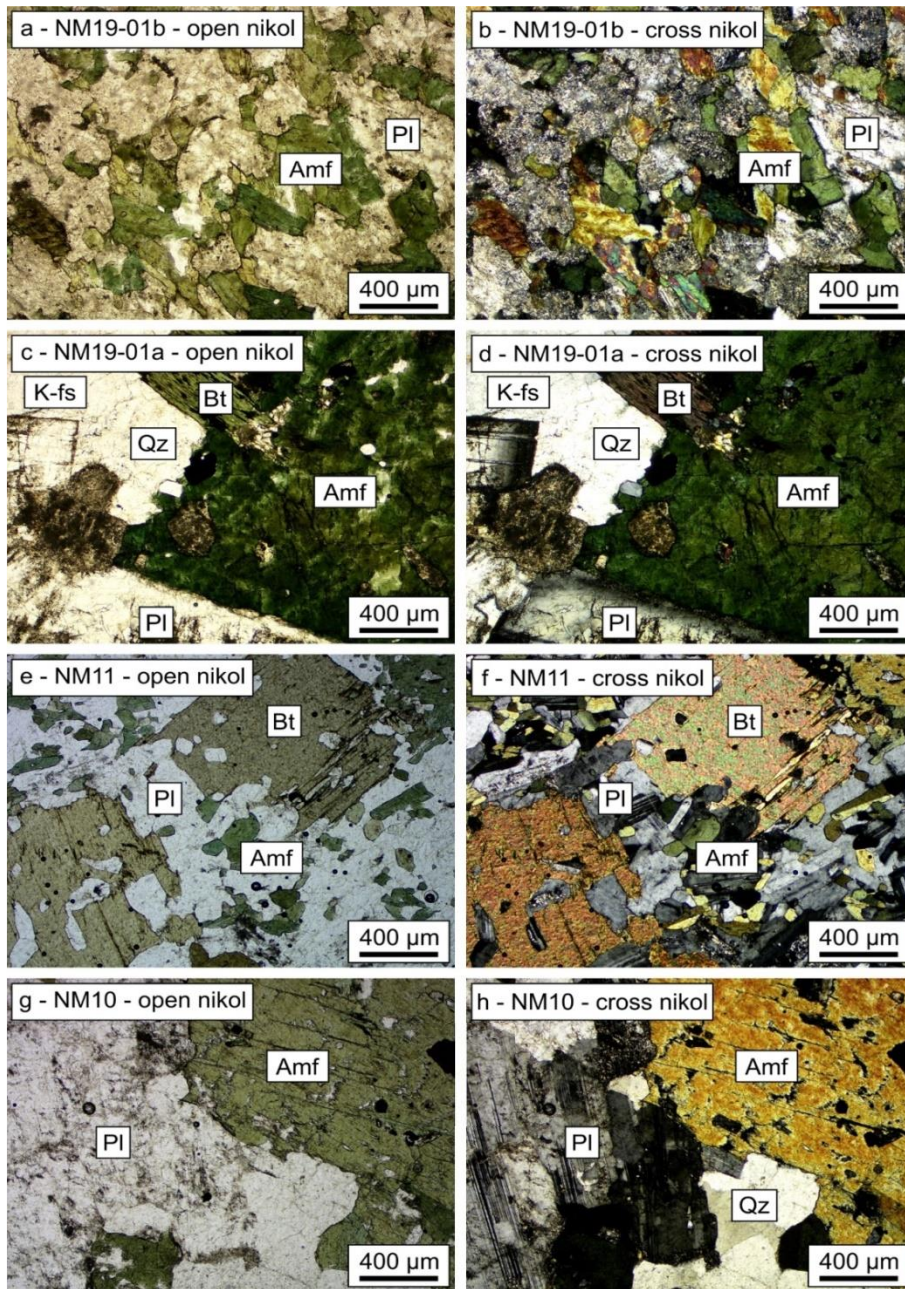 a - NM19-01b - open nikol
Pl
Amf
400 µm
b - NM19-01b - cross nikol
Pl
Amf
400 µm
c - NM19-01a - open nikol
K-fs
Bt
Qz
Amf
Pl
400 µm
d - NM19-01a - cross nikol
K-fs
Bt
Qz
Amf
Pl
400 µm
e - NM11 - open nikol
Bt
Pl
Amf
400 µm
f - NM11 - cross nikol
Bt
Pl
Amf
400 µm
g - NM10 - open nikol
Amf
Pl
400 µm
h - NM10 - cross nikol
Amf
Pl
Qz
400 µm